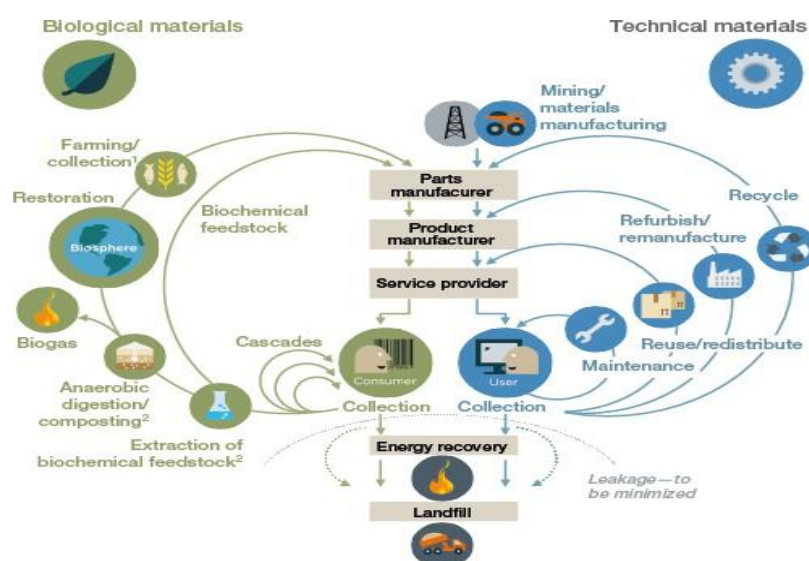 Biological materials
Technical materials
Mining/
materials
manufacturing
Farming/
collection¹
Parts
manufacurer
Restoration
Biosphere
Biochemical
feedstock
Recycle
Product
manufacturer
Refurbish/
remanufacture
Service provider
Biogas
Cascades
Consumer
User
Reuse/redistribute
Maintenance
Anaerobic
digestion/
composting²
Collection
Collection
Extraction of
biochemical feedstock²
Energy recovery
Leakage—to
be minimized
Landfill